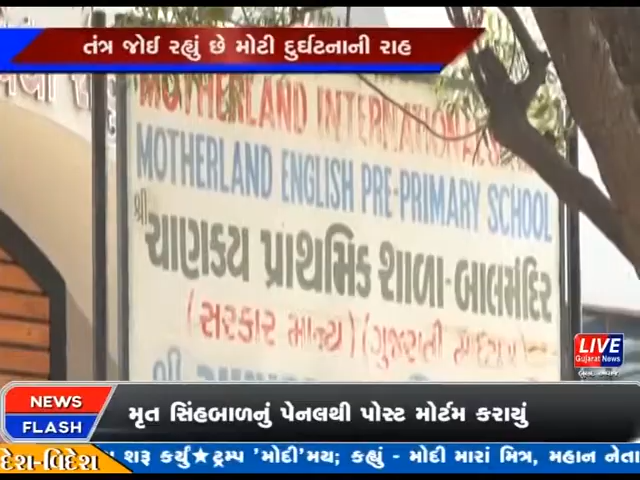 તંત્ર જોઈ રહ્યું છે મોટી દુર્ઘટનાની રાહ
MOTHERLAND INTERNATIONAL
MOTHERLAND ENGLISH PRE-PRIMARY SCHOOL
શ્રી
ચાણક્ય પ્રાથમિક શાળા-બાલમંદિર
(સરકાર માન્ય) (ગુજરાતી માધ્યમ)
શ્રી
LIVE
Gujarat News
NEWS
FLASH
મૃત સિંહબાળનું પેનલથી પોસ્ટ મોર્ટમ કરાયું
દેશ-વિદેશ
શરૂ કર્યુ★ટ્રમ્પ 'મોદી'મય; કહ્યુ - મોદી મારાં મિત્ર, મહાન નેતા